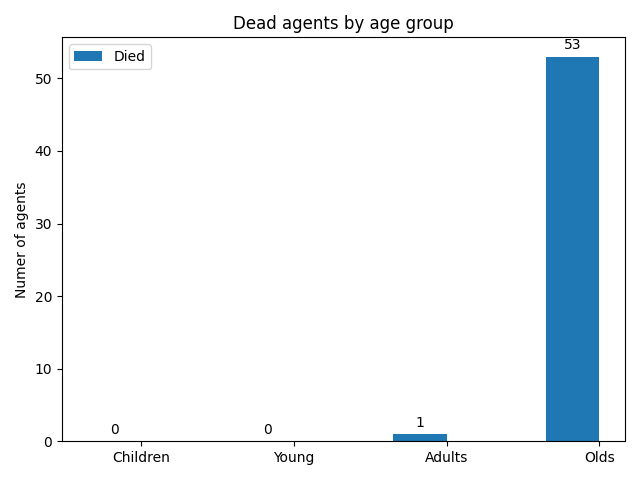 Dead agents by age group
Died
Numer of agents
50
40
30
20
10
0
0
0
1
53
Children
Young
Adults
Olds